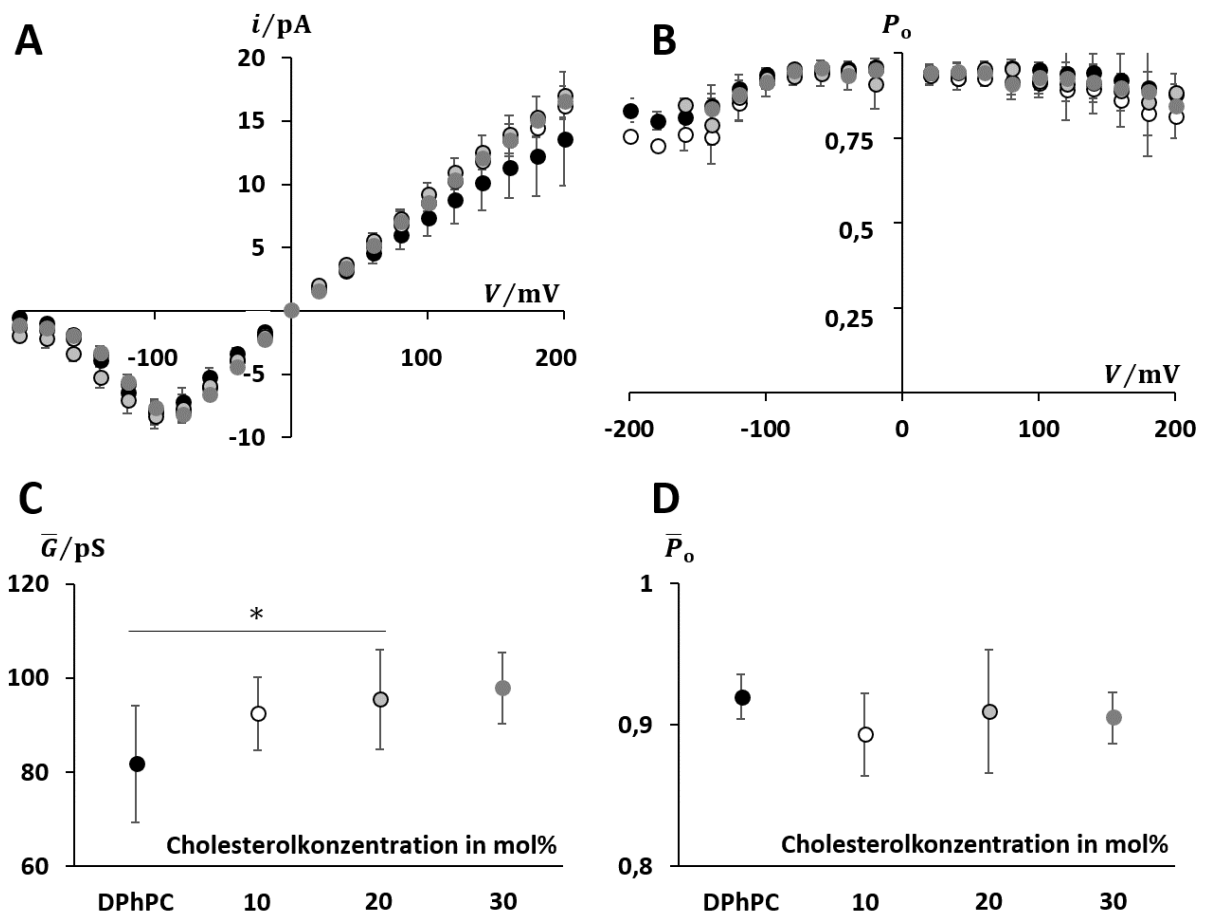 A
i/pA
20
15
10
5
V/mV
-100
100
200
-5
-10
B
Pₒ
0,75
0,5
0,25
V/mV
-200
-100
0
100
200
C
G̅/pS
120
100
80
60
*
Cholesterolkonzentration in mol%
DPhPC
10
20
30
D
P̅ₒ
1
0,9
0,8
Cholesterolkonzentration in mol%
DPhPC
10
20
30